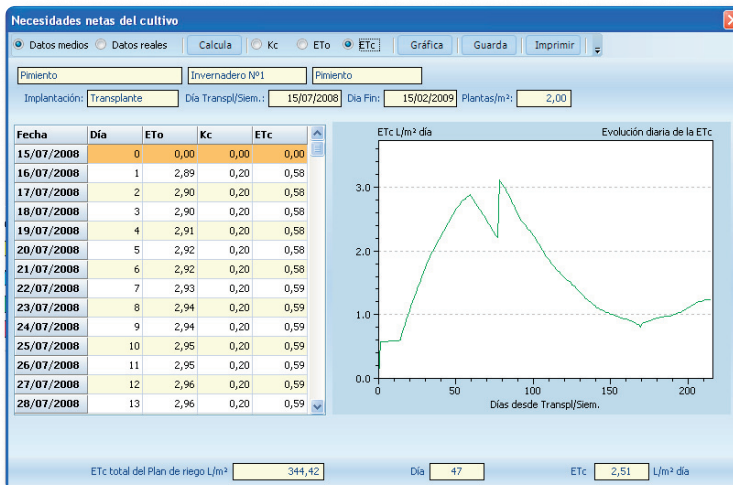 Necesidades netas del cultivo
Datos medios Datos reales Calcula Kc ETo ETc Gráfica Guarda Imprimir
Pimiento Invernadero Nº1 Pimiento
Implantación: Transplante Día Transpl/Siem.: 15/07/2008 Dia Fin: 15/02/2009 Plantas/m²: 2,00
Fecha Día ETo Kc ETc
15/07/2008 0 0,00 0,00 0,00
16/07/2008 1 2,89 0,20 0,58
17/07/2008 2 2,90 0,20 0,58
18/07/2008 3 2,90 0,20 0,58
19/07/2008 4 2,91 0,20 0,58
20/07/2008 5 2,92 0,20 0,58
21/07/2008 6 2,92 0,20 0,58
22/07/2008 7 2,93 0,20 0,59
23/07/2008 8 2,94 0,20 0,59
24/07/2008 9 2,94 0,20 0,59
25/07/2008 10 2,95 0,20 0,59
26/07/2008 11 2,95 0,20 0,59
27/07/2008 12 2,96 0,20 0,59
28/07/2008 13 2,96 0,20 0,59
ETc L/m² día Evolución diaria de la ETc
3.0
2.0
1.0
0.0
0 50 100 150 200
Días desde Transpl/Siem.
ETc total del Plan de riego L/m² 344,42 Día 47 ETc 2,51 L/m² día